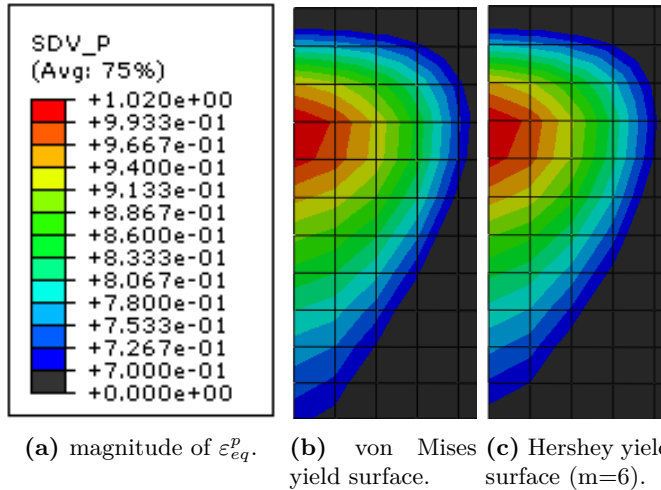 SDV_P
(Avg: 75%)
+1.020e+00
+9.933e-01
+9.667e-01
+9.400e-01
+9.133e-01
+8.867e-01
+8.600e-01
+8.333e-01
+8.067e-01
+7.800e-01
+7.533e-01
+7.267e-01
+7.000e-01
+0.000e+00
(a) magnitude of εᵖₑq.
(b) von Mises
yield surface.
(c) Hershey yield
surface (m=6).